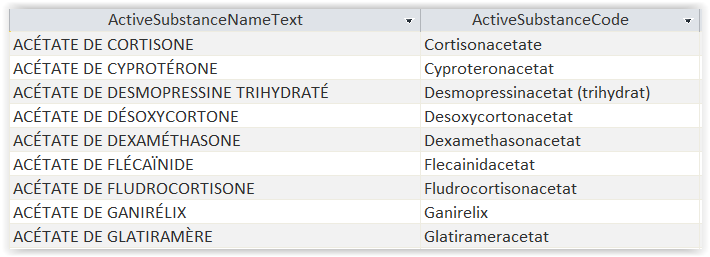 ActiveSubstanceNameText ActiveSubstanceCode
ACÉTATE DE CORTISONE Cortisonacetate
ACÉTATE DE CYPROTÉRONE Cyproteronacetat
ACÉTATE DE DESMOPRESSINE TRIHYDRATÉ Desmopressinacetat (trihydrat)
ACÉTATE DE DÉSOXYCORTONE Desoxycortonacetat
ACÉTATE DE DEXAMÉTHASONE Dexamethasonacetat
ACÉTATE DE FLÉCAÏNIDE Flecainidacetat
ACÉTATE DE FLUDROCORTISONE Fludrocortisonacetat
ACÉTATE DE GANIRÉLIX Ganirelix
ACÉTATE DE GLATIRAMÈRE Glatirameracetat